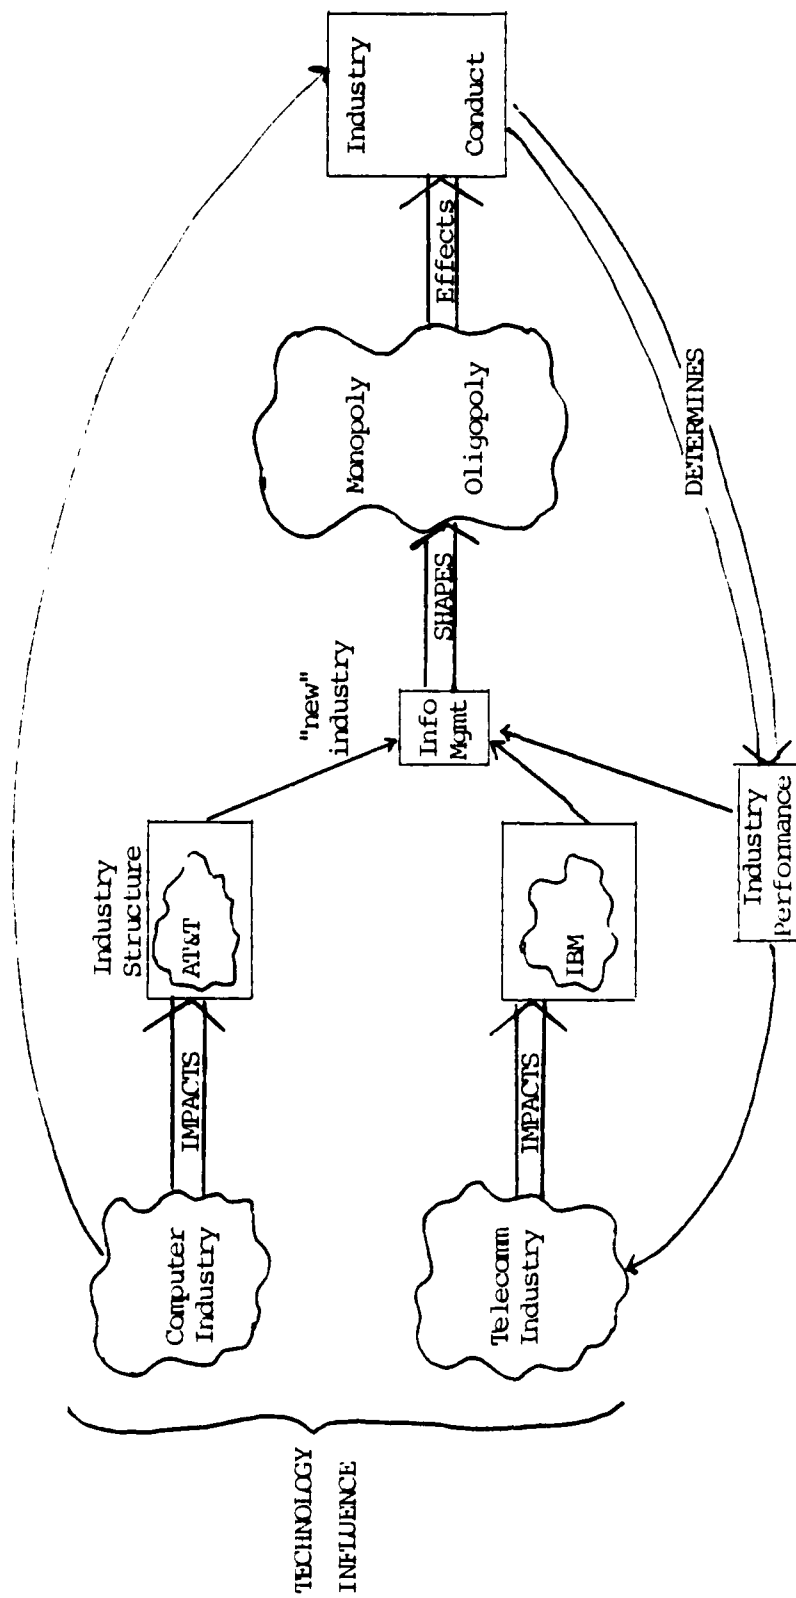 TECHNOLOGY
INFLUENCE
Computer
Industry
IMPACTS
Industry
Structure
AT&T
Telecomm
Industry
IMPACTS
IBM
"new"
industry
Info
Mgmt
SHAPES
Monopoly
Oligopoly
Effects
Industry
Conduct
DETERMINES
Industry
Performance